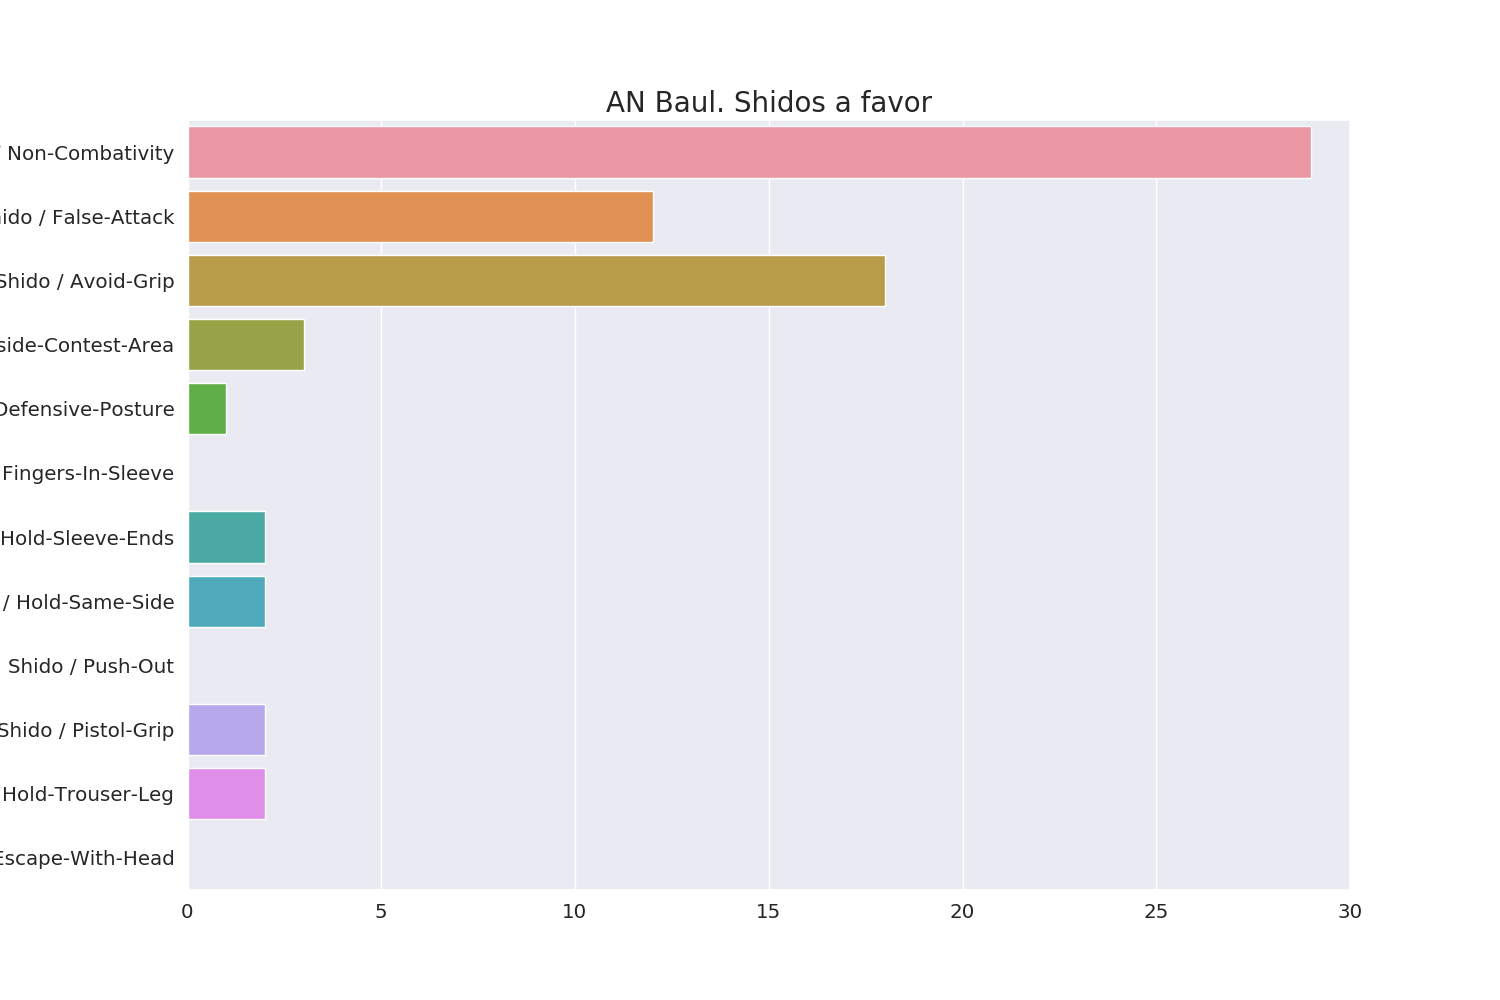 AN Baul. Shidos a favor
/ Non-Combativity
ido / False-Attack
Shido / Avoid-Grip
side-Contest-Area
Defensive-Posture
Fingers-In-Sleeve
Hold-Sleeve-Ends
/ Hold-Same-Side
Shido / Push-Out
Shido / Pistol-Grip
Hold-Trouser-Leg
Escape-With-Head
0 5 10 15 20 25 30